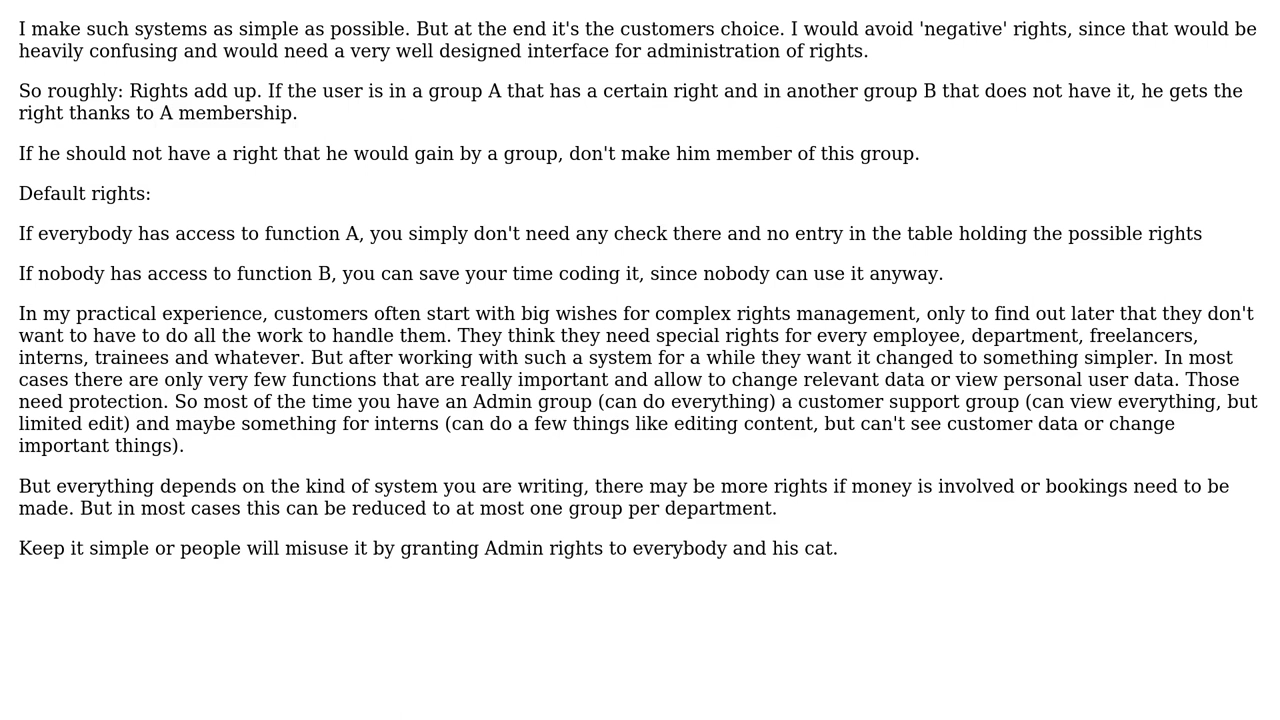 I make such systems as simple as possible. But at the end it's the customers choice. I would avoid 'negative' rights, since that would be
heavily confusing and would need a very well designed interface for administration of rights.
So roughly: Rights add up. If the user is in a group A that has a certain right and in another group B that does not have it, he gets the
right thanks to A membership.
If he should not have a right that he would gain by a group, don't make him member of this group.
Default rights:
If everybody has access to function A, you simply don't need any check there and no entry in the table holding the possible rights
If nobody has access to function B, you can save your time coding it, since nobody can use it anyway.
In my practical experience, customers often start with big wishes for complex rights management, only to find out later that they don't
want to have to do all the work to handle them. They think they need special rights for every employee, department, freelancers,
interns, trainees and whatever. But after working with such a system for a while they want it changed to something simpler. In most
cases there are only very few functions that are really important and allow to change relevant data or view personal user data. Those
need protection. So most of the time you have an Admin group (can do everything) a customer support group (can view everything, but
limited edit) and maybe something for interns (can do a few things like editing content, but can't see customer data or change
important things).
But everything depends on the kind of system you are writing, there may be more rights if money is involved or bookings need to be
made. But in most cases this can be reduced to at most one group per department.
Keep it simple or people will misuse it by granting Admin rights to everybody and his cat.